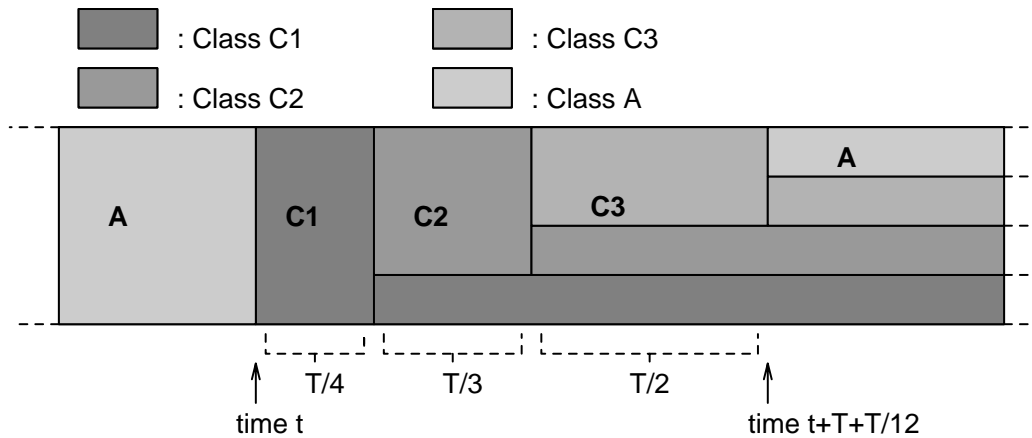 : Class C1
: Class C3
: Class C2
: Class A
A
A
C1
C2
C3
T/4
T/3
T/2
time t
time t+T+T/12